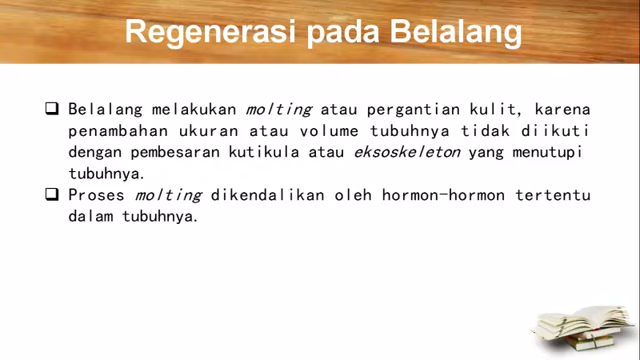 Regenerasi pada Belalang
❑ Belalang melakukan molting atau pergantian kulit, karena
penambahan ukuran atau volume tubuhnya tidak diikuti
dengan pembesaran kutikula atau eksoskeleton yang menutupi
tubuhnya.
❑ Proses molting dikendalikan oleh hormon-hormon tertentu
dalam tubuhnya.